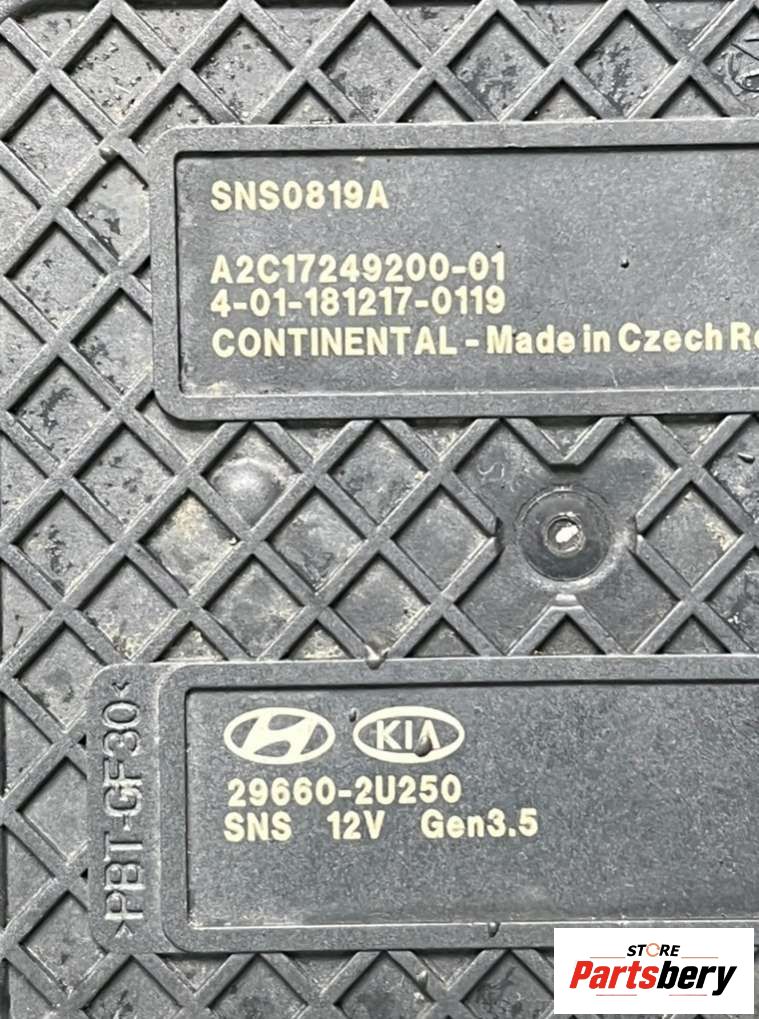 SNS0819A
A2C17249200-01
4-01-181217-0119
CONTINENTAL - Made in Czech Re
>PBT-GF30<
KIA
29660-2U250
SNS 12V Gen3.5
STORE
Partsbery